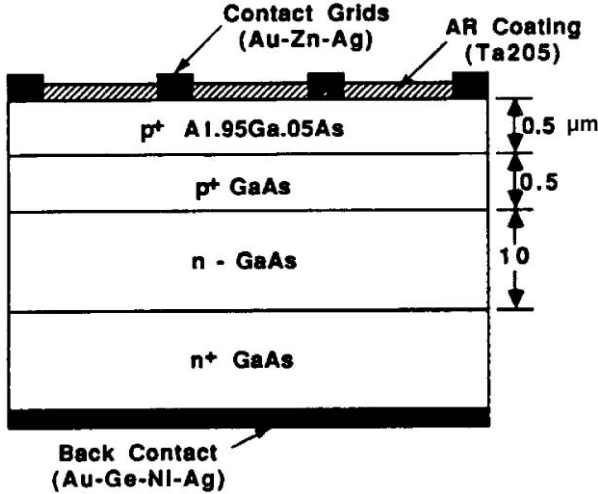 Contact Grids
(Au-Zn-Ag)
AR Coating
(Ta205)
p+ Al.95Ga.05As
0.5 μm
p+ GaAs
0.5
n - GaAs
10
n+ GaAs
Back Contact
(Au-Ge-Ni-Ag)